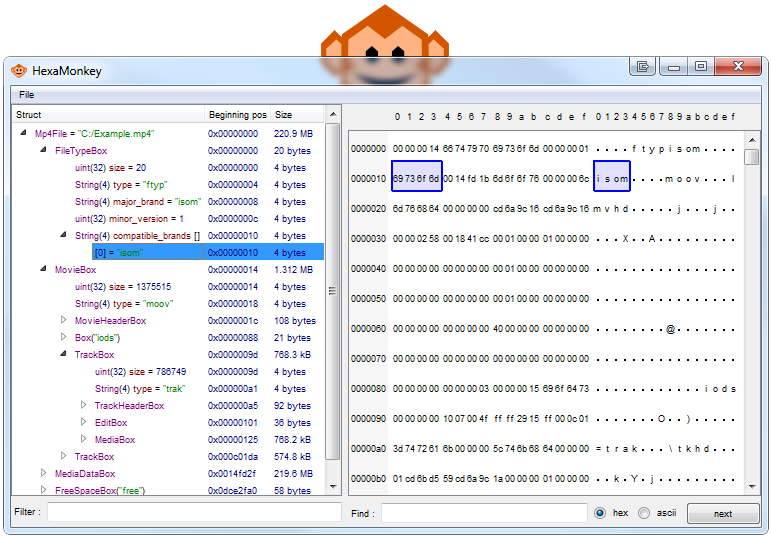 HexaMonkey
File
Struct Beginning pos Size
Mp4File = "C:/Example.mp4" 0x00000000 220.9 MB
FileTypeBox 0x00000000 20 bytes
uint(32) size = 20 0x00000000 4 bytes
String(4) type = "ftyp" 0x00000004 4 bytes
String(4) major_brand = "isom" 0x00000008 4 bytes
uint(32) minor_version = 1 0x0000000c 4 bytes
String(4) compatible_brands [] 0x00000010 4 bytes
[0] = "isom" 0x00000010 4 bytes
MovieBox 0x00000014 1.312 MB
uint(32) size = 1375515 0x00000014 4 bytes
String(4) type = "moov" 0x00000018 4 bytes
MovieHeaderBox 0x0000001c 108 bytes
Box("iods") 0x00000088 21 bytes
TrackBox 0x0000009d 768.3 kB
uint(32) size = 786749 0x0000009d 4 bytes
String(4) type = "trak" 0x000000a1 4 bytes
TrackHeaderBox 0x000000a5 92 bytes
EditBox 0x00000101 36 bytes
MediaBox 0x00000125 768.2 kB
TrackBox 0x000c01da 574.8 kB
MediaDataBox 0x0014fd2f 219.6 MB
FreeSpaceBox("free") 0x0dce2fa0 58 bytes
Filter :
0 1 2 3 4 5 6 7 8 9 a b c d e f 0 1 2 3 4 5 6 7 8 9 a b c d e f
0000000 00 00 00 14 66 74 79 70 69 73 6f 6d 00 00 00 01 . . . . f t y p i s o m . . . .
0000010 69 73 6f 6d 00 14 fd 1b 6d 6f 6f 76 00 00 00 6c i s o m . . . . m o o v . . . l
0000020 6d 76 68 64 00 00 00 00 cd 6a 9c 16 cd 6a 9c 16 m v h d . . . . . j . . . j . .
0000030 00 00 02 58 00 18 41 cc 00 01 00 00 01 00 00 00 . . . X . . A . . . . . . . . .
0000040 00 00 00 00 00 00 00 00 00 01 00 00 00 00 00 00 . . . . . . . . . . . . . . . .
0000050 00 00 00 00 00 00 00 00 00 01 00 00 00 00 00 00 . . . . . . . . . . . . . . . .
0000060 00 00 00 00 00 00 00 00 40 00 00 00 00 00 00 00 . . . . . . . . @ . . . . . . .
0000070 00 00 00 00 00 00 00 00 00 00 00 00 00 00 00 00 . . . . . . . . . . . . . . . .
0000080 00 00 00 00 00 00 00 03 00 00 00 15 69 6f 64 73 . . . . . . . . . . . . i o d s
0000090 00 00 00 00 10 07 00 4f ff ff 29 15 ff 00 0c 01 . . . . . . . O . . ) . . . . .
00000a0 3d 74 72 61 6b 00 00 00 5c 74 6b 68 64 00 00 00 = t r a k . . . \ t k h d . . .
00000b0 01 cd 6b d5 59 cd 6a 9c 1a 00 00 00 01 00 00 00 . . k . Y . j . . . . . . . . .
Find : hex ascii next